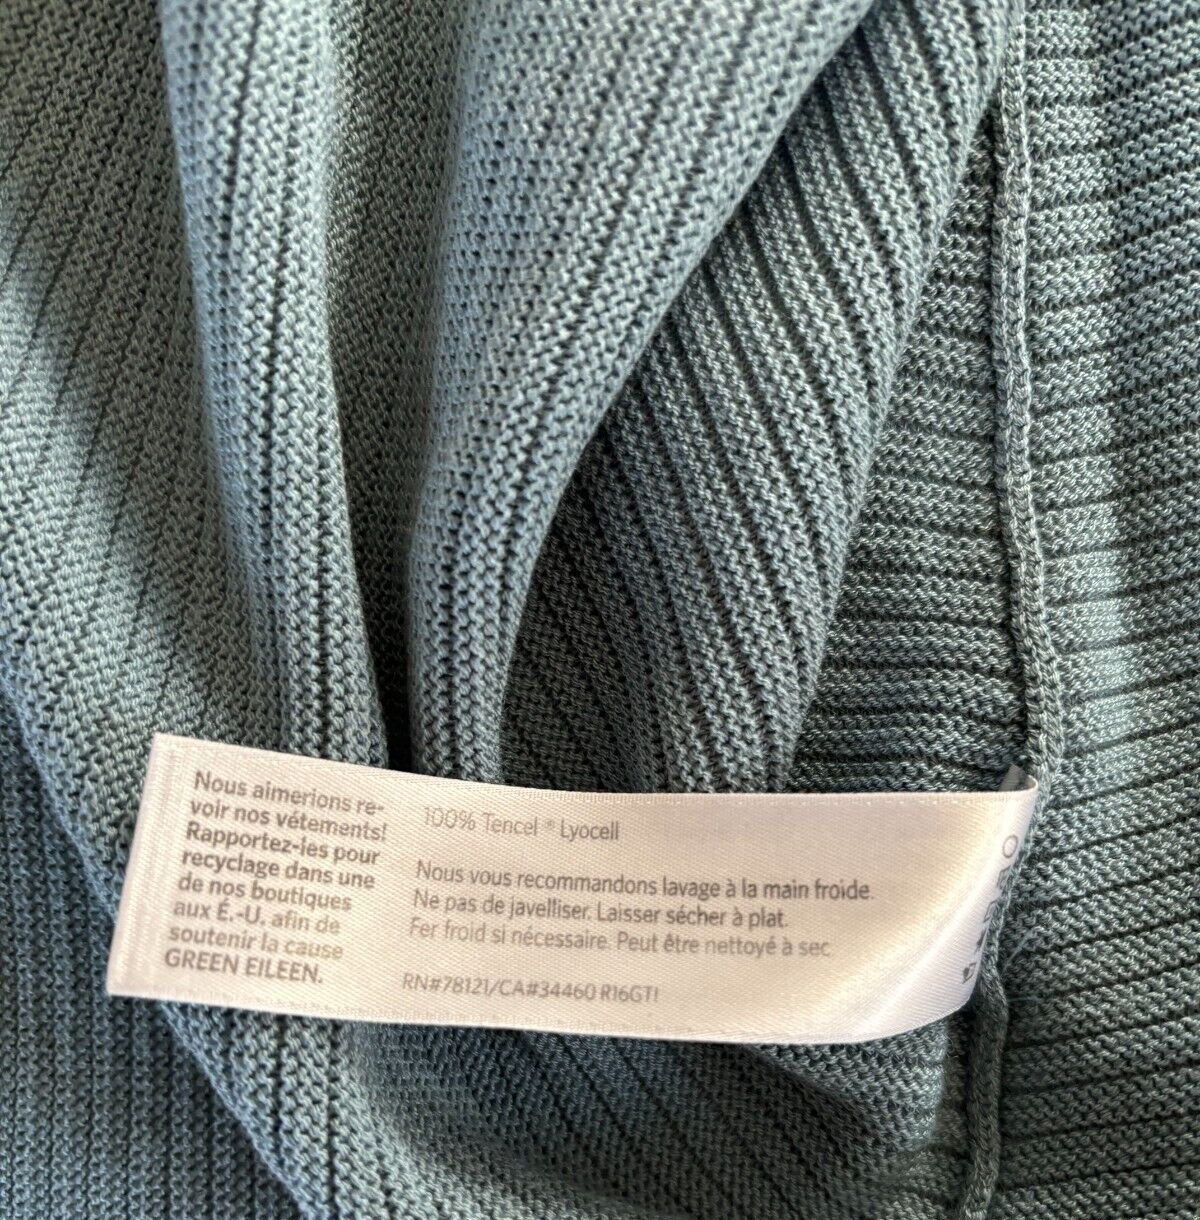 Nous aimerions re-
voir nos vétements!
Rapportez-les pour
recyclage dans une
de nos boutiques
aux É.-U. afin de
soutenir la cause
GREEN EILEEN.
100% Tencel ® Lyocell
Nous vous recommandons lavage à la main froide.
Ne pas de javelliser. Laisser sécher à plat.
Fer froid si nécessaire. Peut être nettoyé à sec
RN#78121/CA#34460 R16GTI